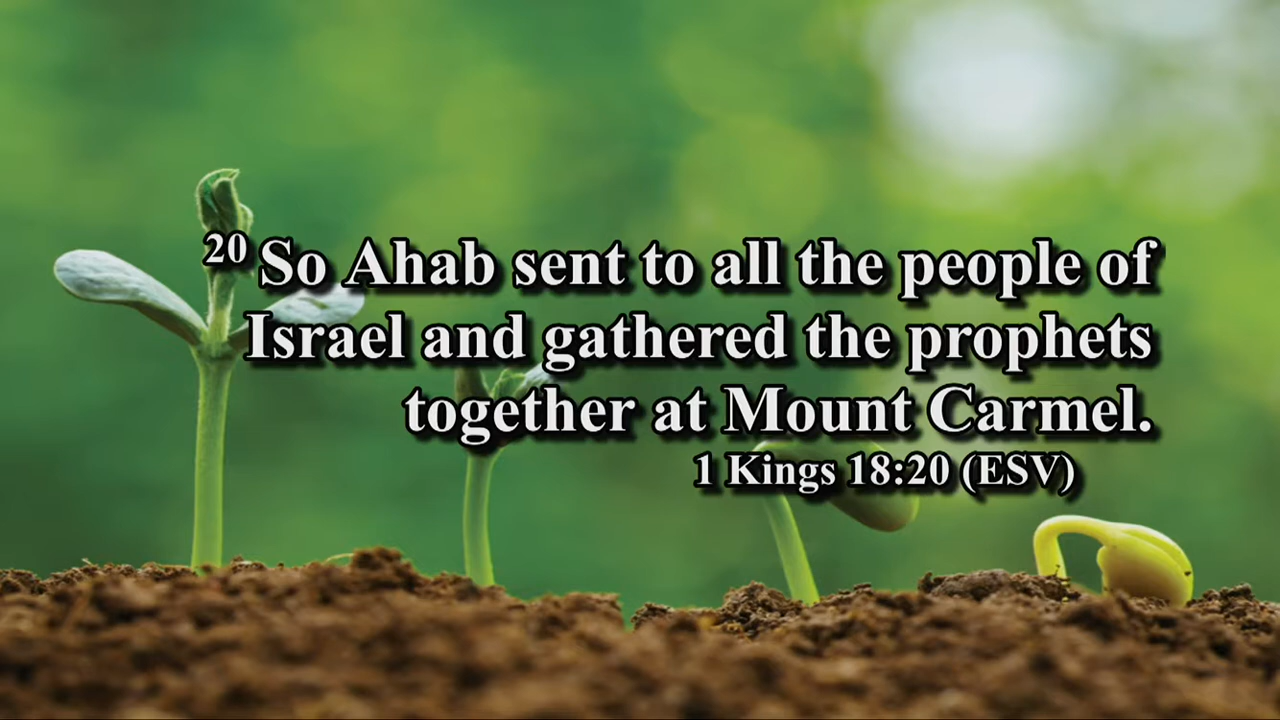 20 So Ahab sent to all the people of
Israel and gathered the prophets
together at Mount Carmel.
1 Kings 18:20 (ESV)